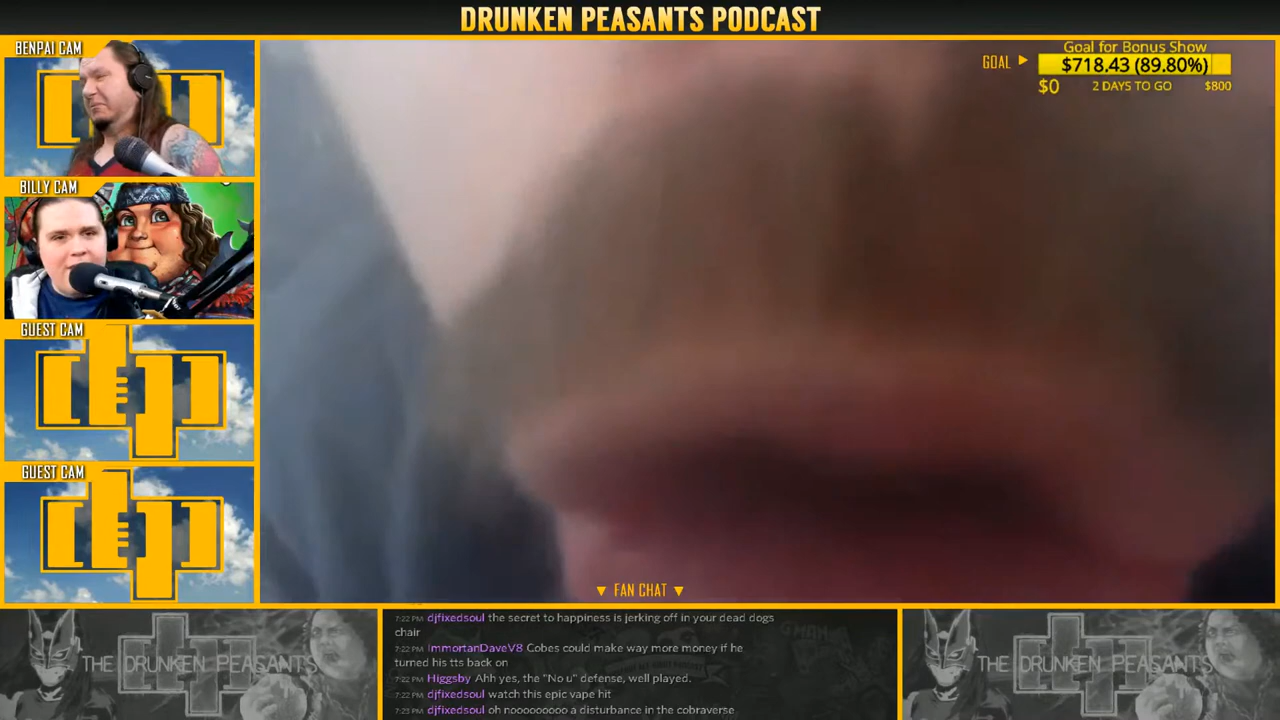 DRUNKEN PEASANTS PODCAST
BENPAI CAM
BILLY CAM
GUEST CAM
GUEST CAM
Goal for Bonus Show
GOAL ▶ $718.43 (89.80%)
$0 2 DAYS TO GO $800
▼ FAN CHAT ▼
7:22 PM djfixedsoul the secret to happiness is jerking off in your dead dogs
chair
7:22 PM ImmortanDaveV8 Cobes could make way more money if he
turned his tts back on
7:22 PM Higgsby Ahh yes, the "No u" defense, well played.
7:22 PM djfixedsoul watch this epic vape hit
7:23 PM djfixedsoul oh nooooooooo a disturbance in the cobraverse
THE DRUNKEN PEASANTS
THE DRUNKEN PEASANTS